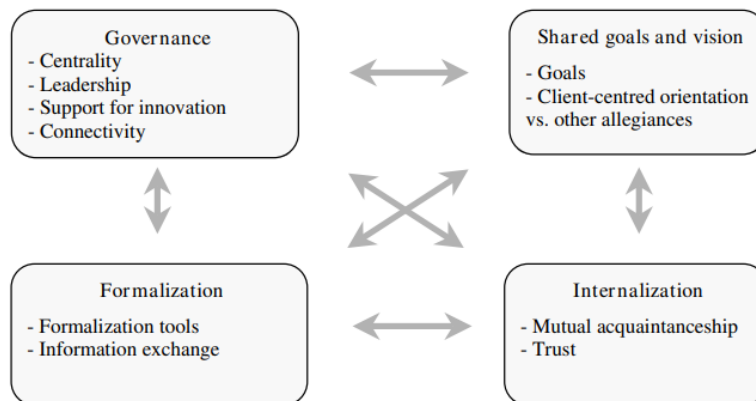 Governance
- Centrality
- Leadership
- Support for innovation
- Connectivity
Shared goals and vision
- Goals
- Client-centred orientation
vs. other allegiances
Formalization
- Formalization tools
- Information exchange
Internalization
- Mutual acquaintanceship
- Trust